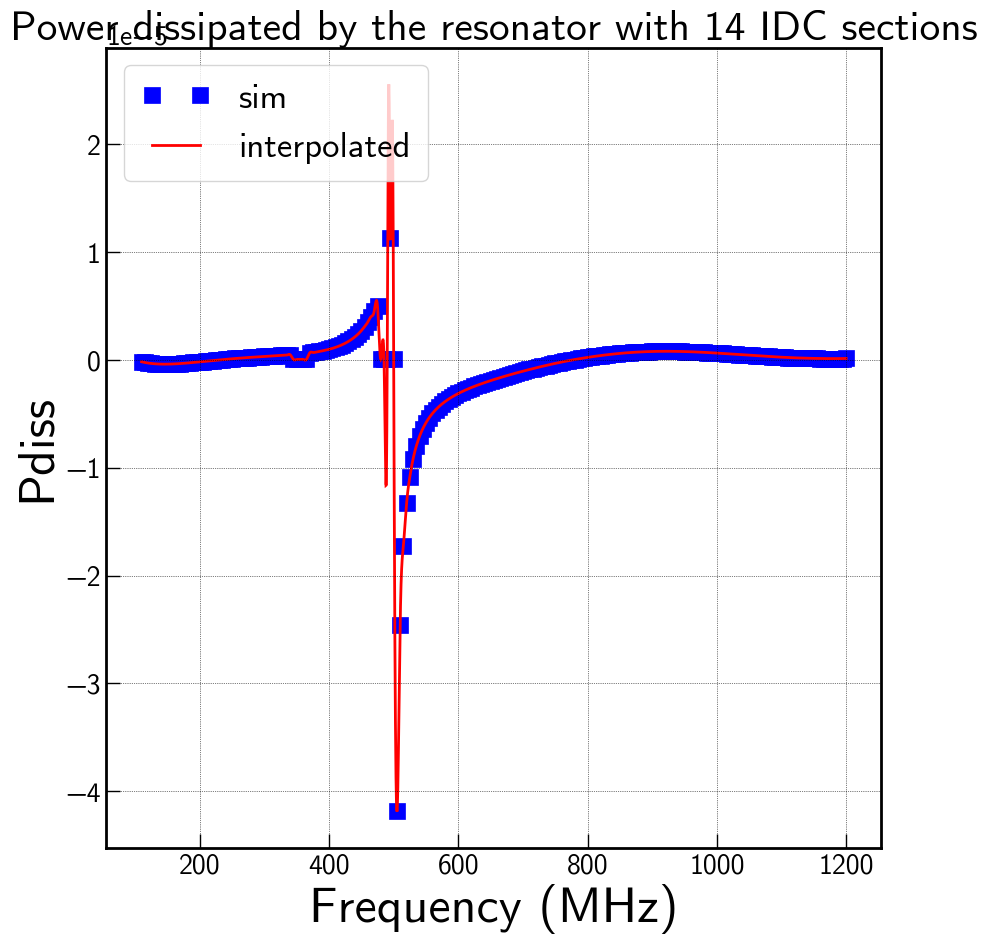 Power dissipated by the resonator with 14 IDC sections
1e−5
sim
interpolated
2
1
0
−1
−2
−3
−4
Pdiss
200 400 600 800 1000 1200
Frequency (MHz)